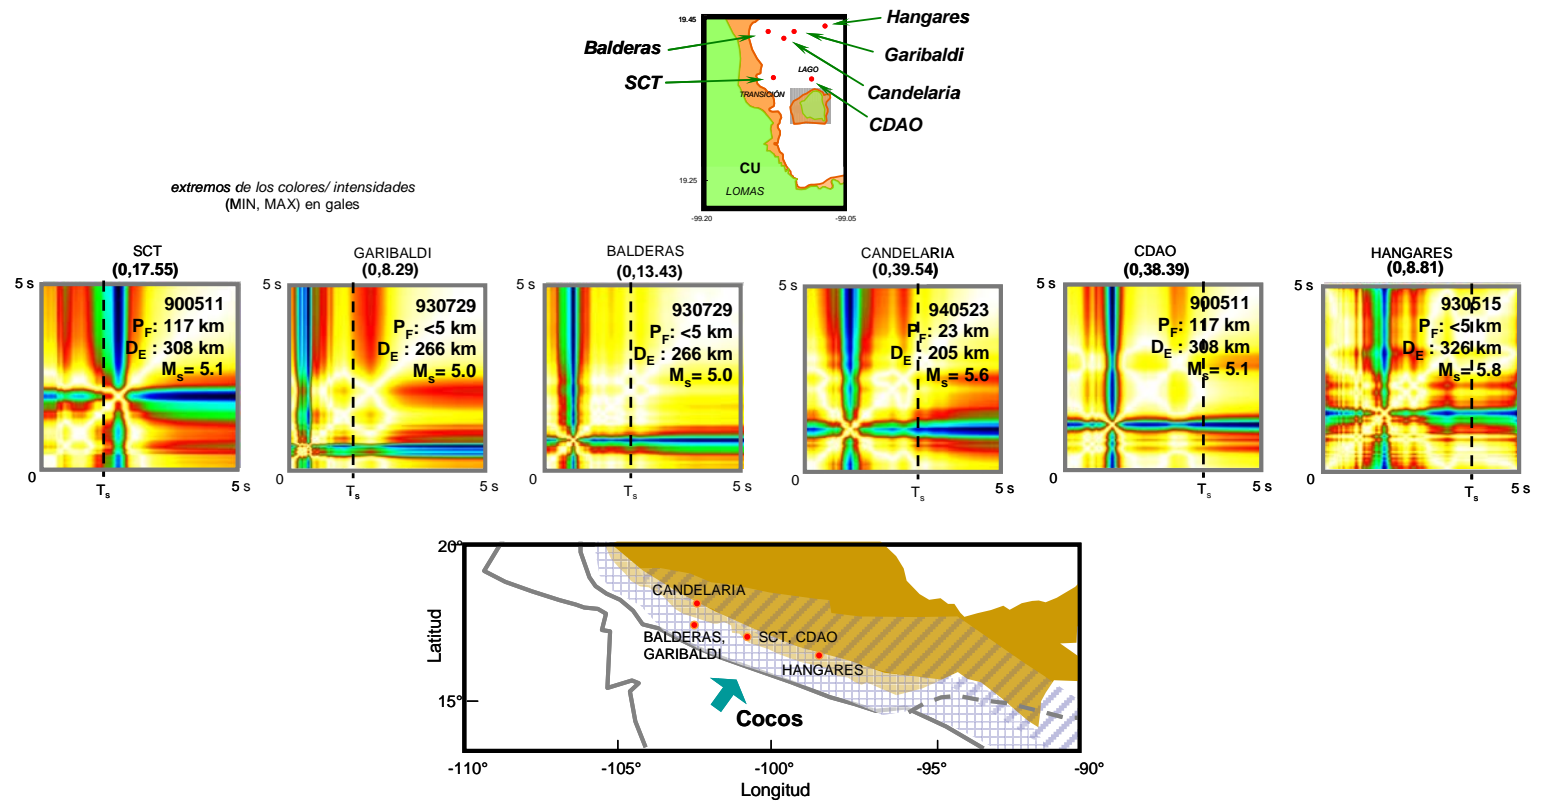 19.45
Hangares
Balderas
Garibaldi
SCT
LAGO
TRANSICIÓN
Candelaria
CDAO
CU
19.25
LOMAS
-99.20
-99.05
extremos de los colores/ intensidades
(MIN, MAX) en gales
SCT
(0,17.55)
5 s
900511
PF: 117 km
DE : 308 km
Ms= 5.1
0
Ts
5 s
GARIBALDI
(0,8.29)
5 s
930729
PF: <5 km
DE : 266 km
Ms= 5.0
0
Ts
5 s
BALDERAS
(0,13.43)
5 s
930729
PF: <5 km
DE : 266 km
Ms= 5.0
0
Ts
5 s
CANDELARIA
(0,39.54)
5 s
940523
PF: 23 km
DE : 205 km
Ms= 5.6
0
Ts
5 s
CDAO
(0,38.39)
5 s
900511
PF: 117 km
DE : 308 km
Ms= 5.1
0
Ts
5 s
HANGARES
(0,8.81)
5 s
930515
PF: <5 km
DE : 326 km
Ms= 5.8
0
Ts
5 s
20°
CANDELARIA
BALDERAS,
GARIBALDI
SCT, CDAO
HANGARES
Latitud
15°
Cocos
-110°
-105°
-100°
-95°
-90°
Longitud